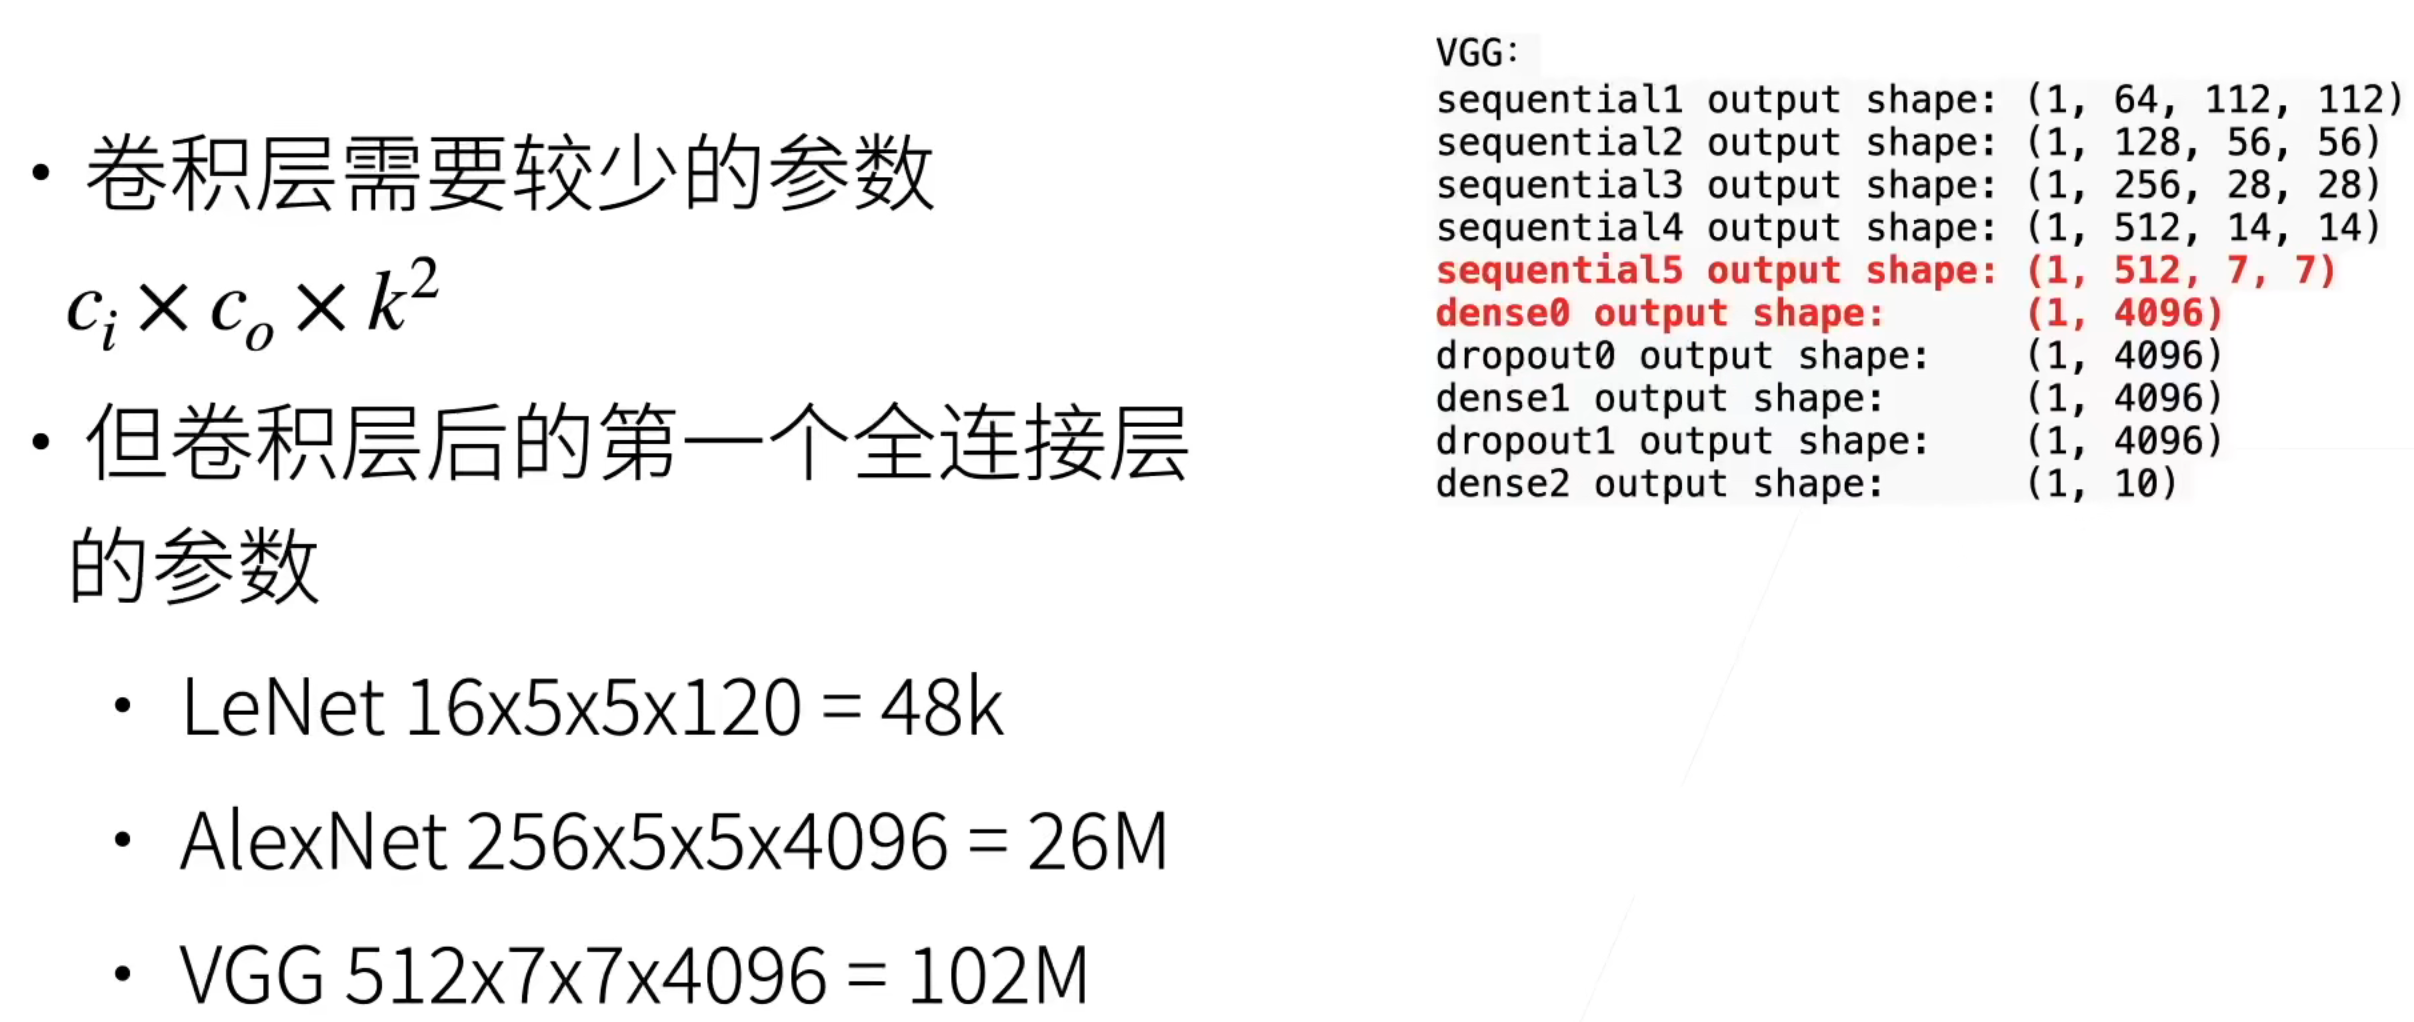 • 卷积层需要较少的参数
c_i × c_o × k²
• 但卷积层后的第一个全连接层
的参数
• LeNet 16x5x5x120 = 48k
• AlexNet 256x5x5x4096 = 26M
• VGG 512x7x7x4096 = 102M
VGG:
sequential1 output shape: (1, 64, 112, 112)
sequential2 output shape: (1, 128, 56, 56)
sequential3 output shape: (1, 256, 28, 28)
sequential4 output shape: (1, 512, 14, 14)
sequential5 output shape: (1, 512, 7, 7)
dense0 output shape: (1, 4096)
dropout0 output shape: (1, 4096)
dense1 output shape: (1, 4096)
dropout1 output shape: (1, 4096)
dense2 output shape: (1, 10)